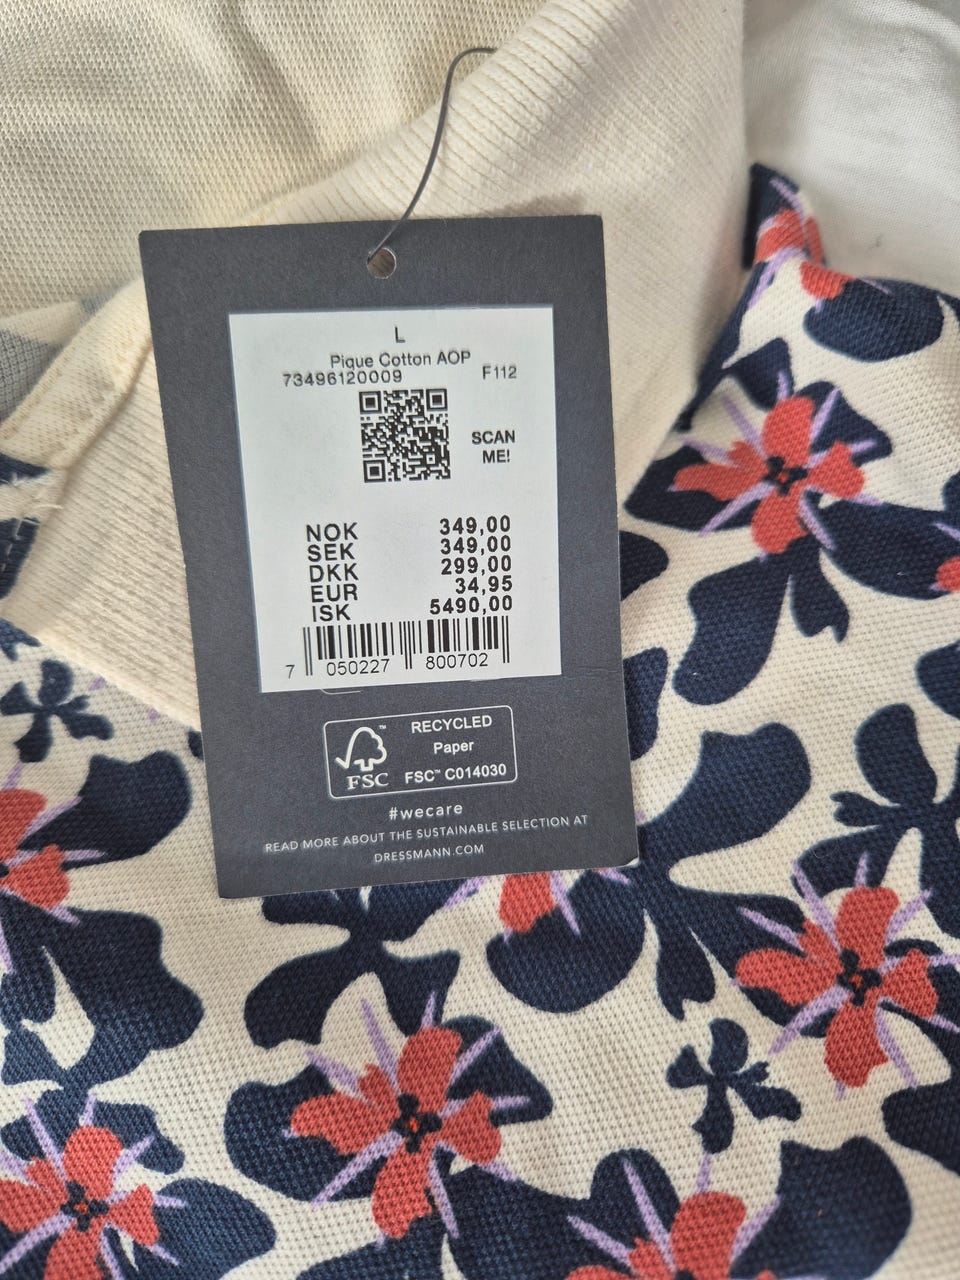 L
Pique Cotton AOP
73496120009 F112
SCAN
ME!
NOK 349,00
SEK 349,00
DKK 299,00
EUR 34,95
ISK 5490,00
7 050227 800702
FSC™
RECYCLED
Paper
FSC™ C014030
#wecare
READ MORE ABOUT THE SUSTAINABLE SELECTION AT
DRESSMANN.COM